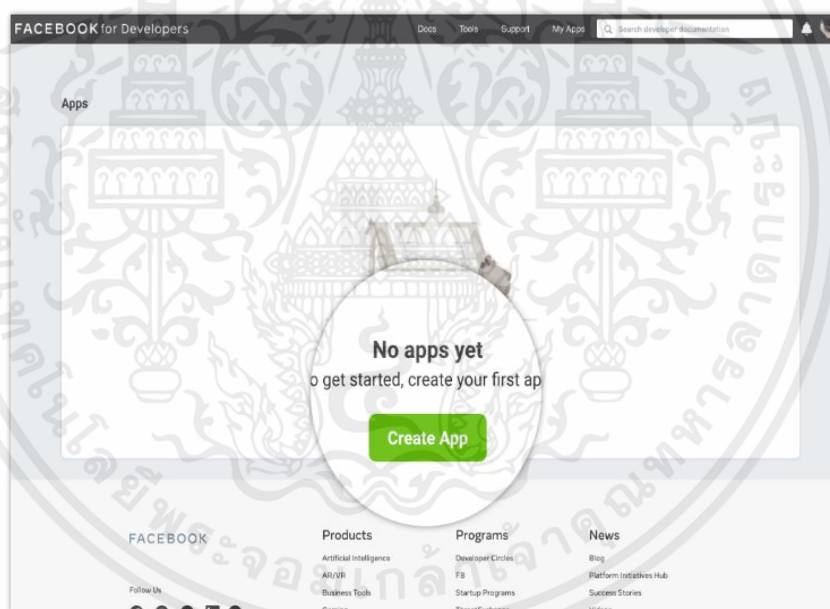 FACEBOOK for Developers
Docs Tools Support My Apps Search developer documentation
Apps
No apps yet
o get started, create your first ap
Create App
FACEBOOK
Products
Programs
News
Artificial Intelligence
Developer Circles
Blog
AR/VR
F8
Platform Initiatives Hub
Follow Us
Business Tools
Startup Programs
Success Stories
Videos